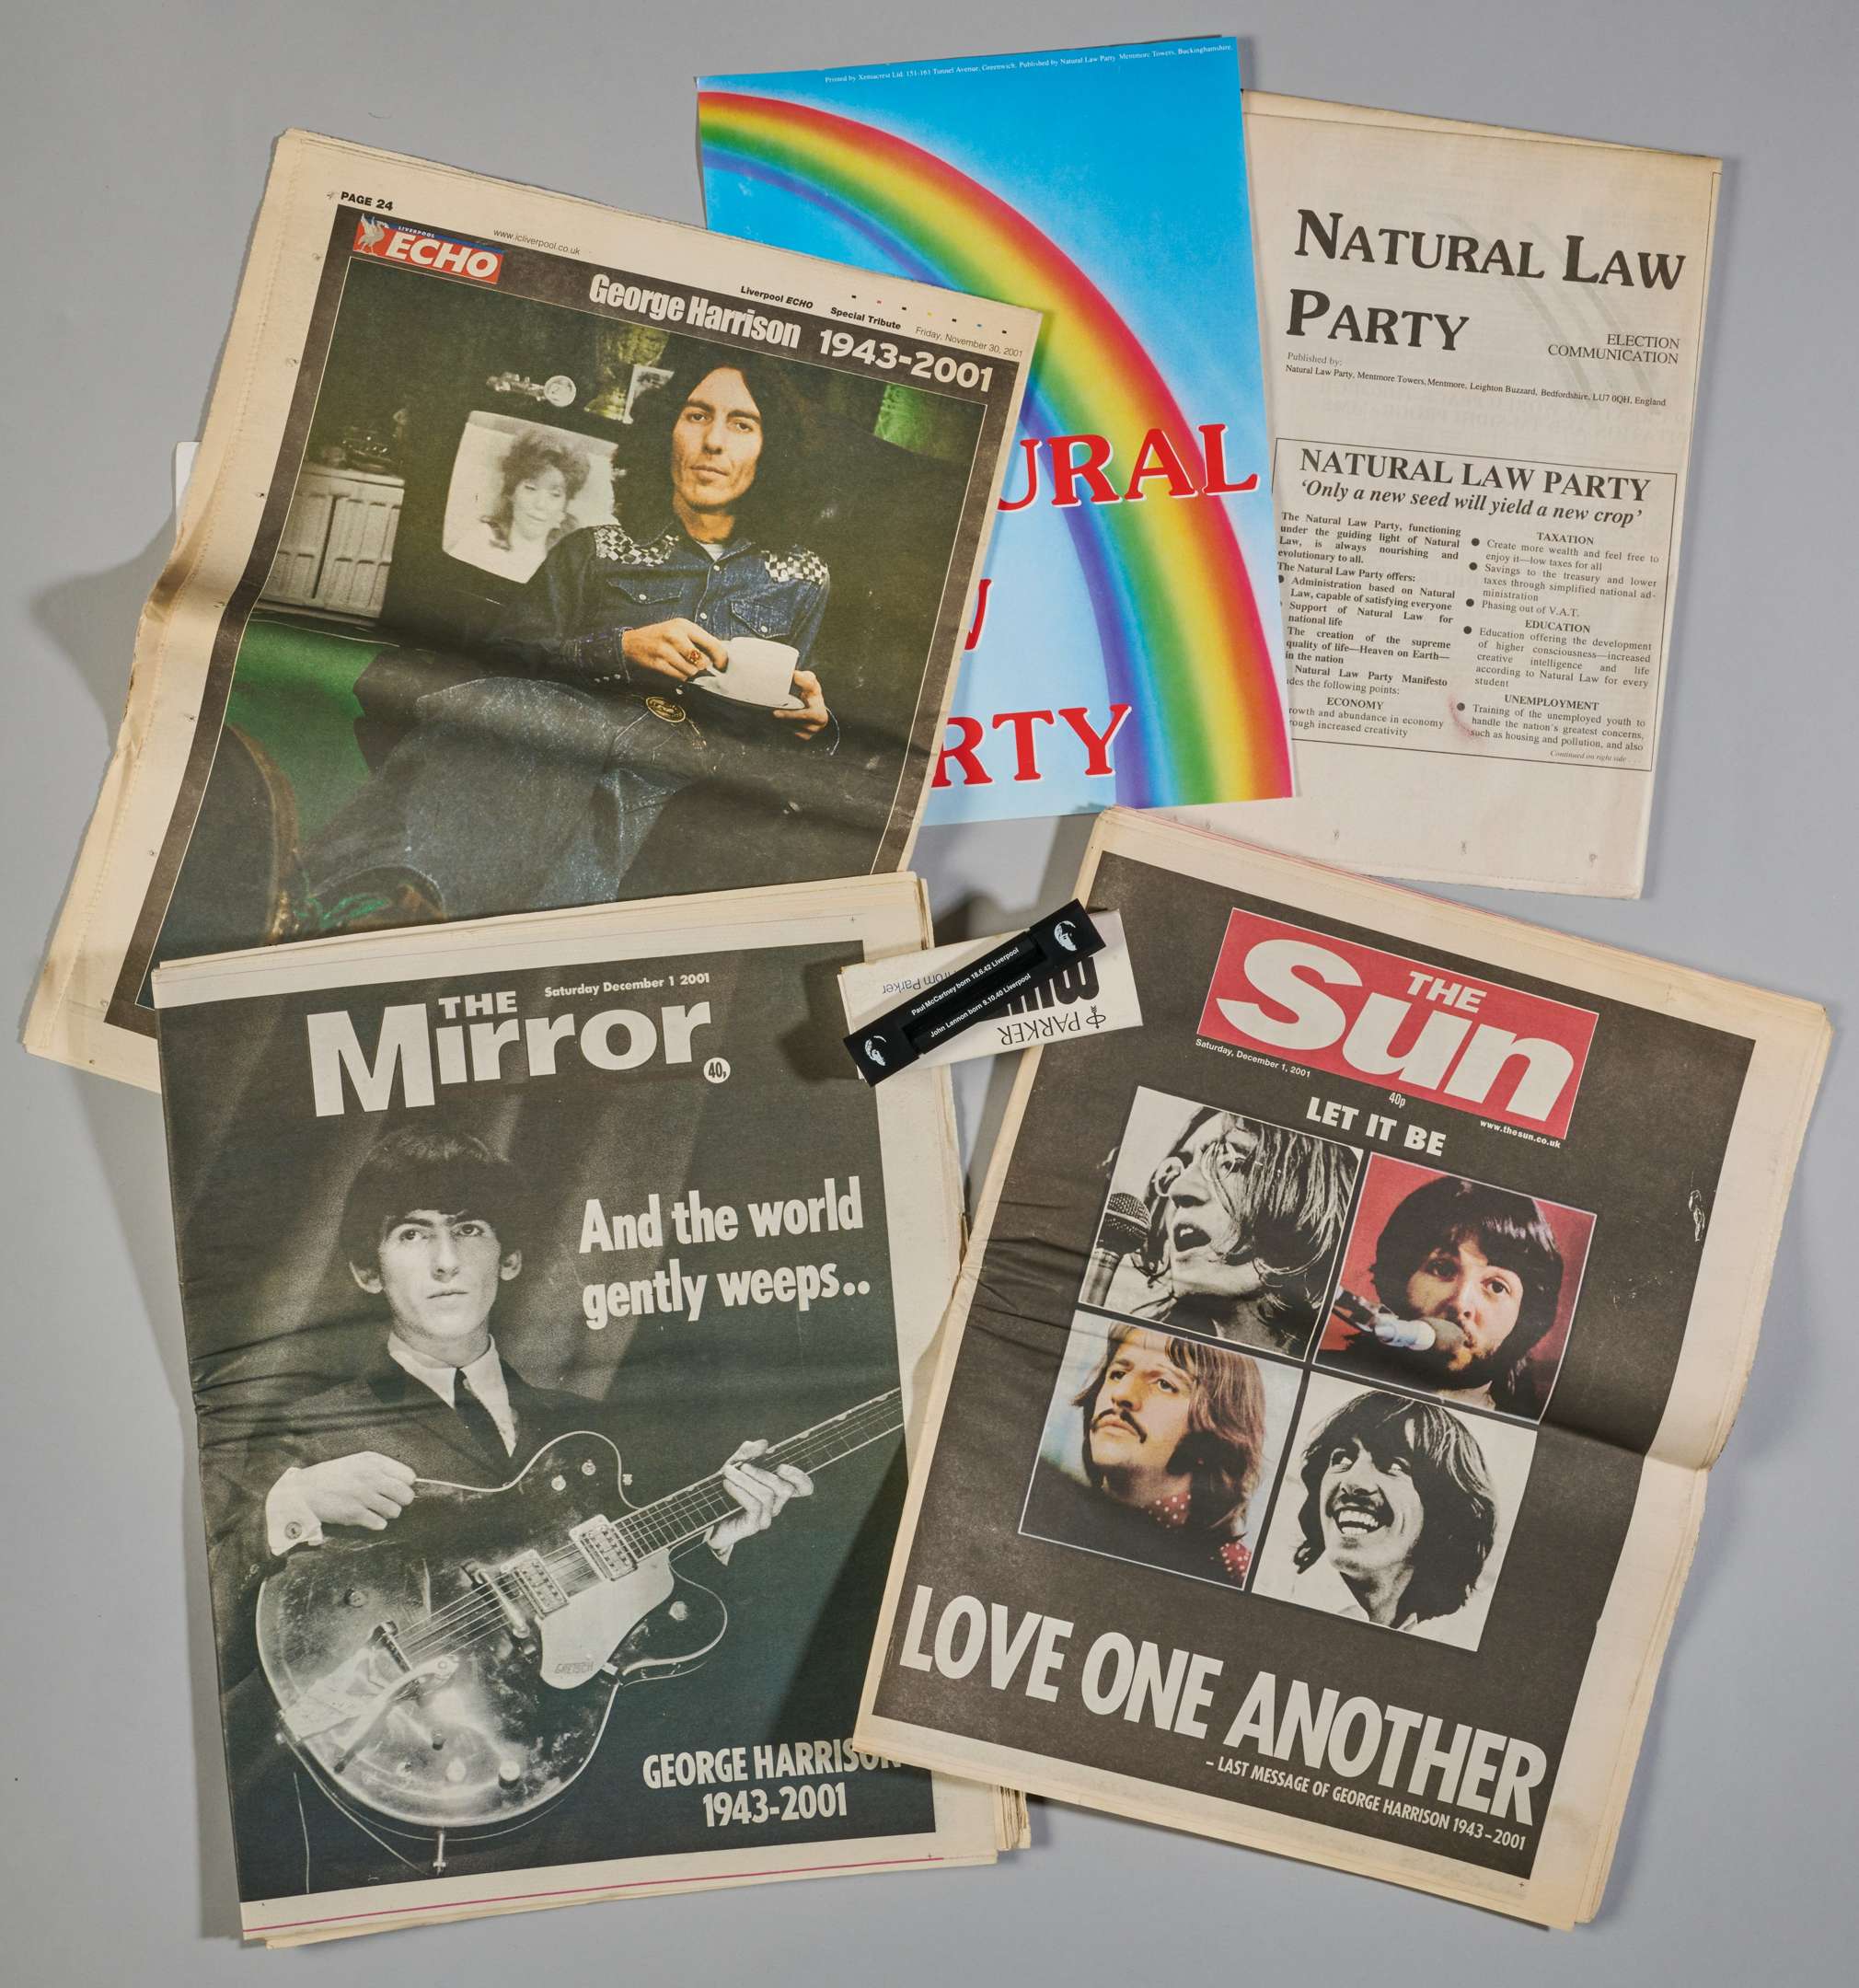 Printed by Xeniacrest Ltd. 151-161 Tunnel Avenue, Greenwich. Published by Natural Law Party Mentmore Towers, Buckinghamshire.
URAL
W
RTY
NATURAL LAW
PARTY
ELECTION
COMMUNICATION
Published by:
Natural Law Party, Mentmore Towers, Mentmore, Leighton Buzzard, Bedfordshire, LU7 0QH, England
NATURAL LAW PARTY
‘Only a new seed will yield a new crop’
The Natural Law Party, functioning
under the guiding light of Natural
Law, is always nourishing and
evolutionary to all.
The Natural Law Party offers:
● Administration based on Natural
Law, capable of satisfying everyone
Support of Natural Law for
national life
The creation of the supreme
quality of life—Heaven on Earth—
in the nation
Natural Law Party Manifesto
des the following points:
ECONOMY
rowth and abundance in economy
rough increased creativity
TAXATION
● Create more wealth and feel free to
enjoy it—low taxes for all
● Savings to the treasury and lower
taxes through simplified national ad-
ministration
● Phasing out of V.A.T.
EDUCATION
● Education offering the development
of higher consciousness—increased
creative intelligence and life
according to Natural Law for every
student
UNEMPLOYMENT
● Training of the unemployed youth to
handle the nation's greatest concerns,
such as housing and pollution, and also
Continued on right side . . .
PAGE 24
LIVERPOOL
ECHO
www.icliverpool.co.uk
Liverpool ECHO Special Tribute
Friday, November 30, 2001
George Harrison 1943-2001
THE
Mirror
Saturday December 1 2001
40p
And the world
gently weeps..
GRETSCH
GEORGE HARRISON
1943-2001
from Parker
PARKER
Paul McCartney born 18.6.42 Liverpool
John Lennon born 9.10.40 Liverpool
THE
Sun
Saturday, December 1, 2001
40p
www.thesun.co.uk
LET IT BE
LOVE ONE ANOTHER
– LAST MESSAGE OF GEORGE HARRISON 1943–2001